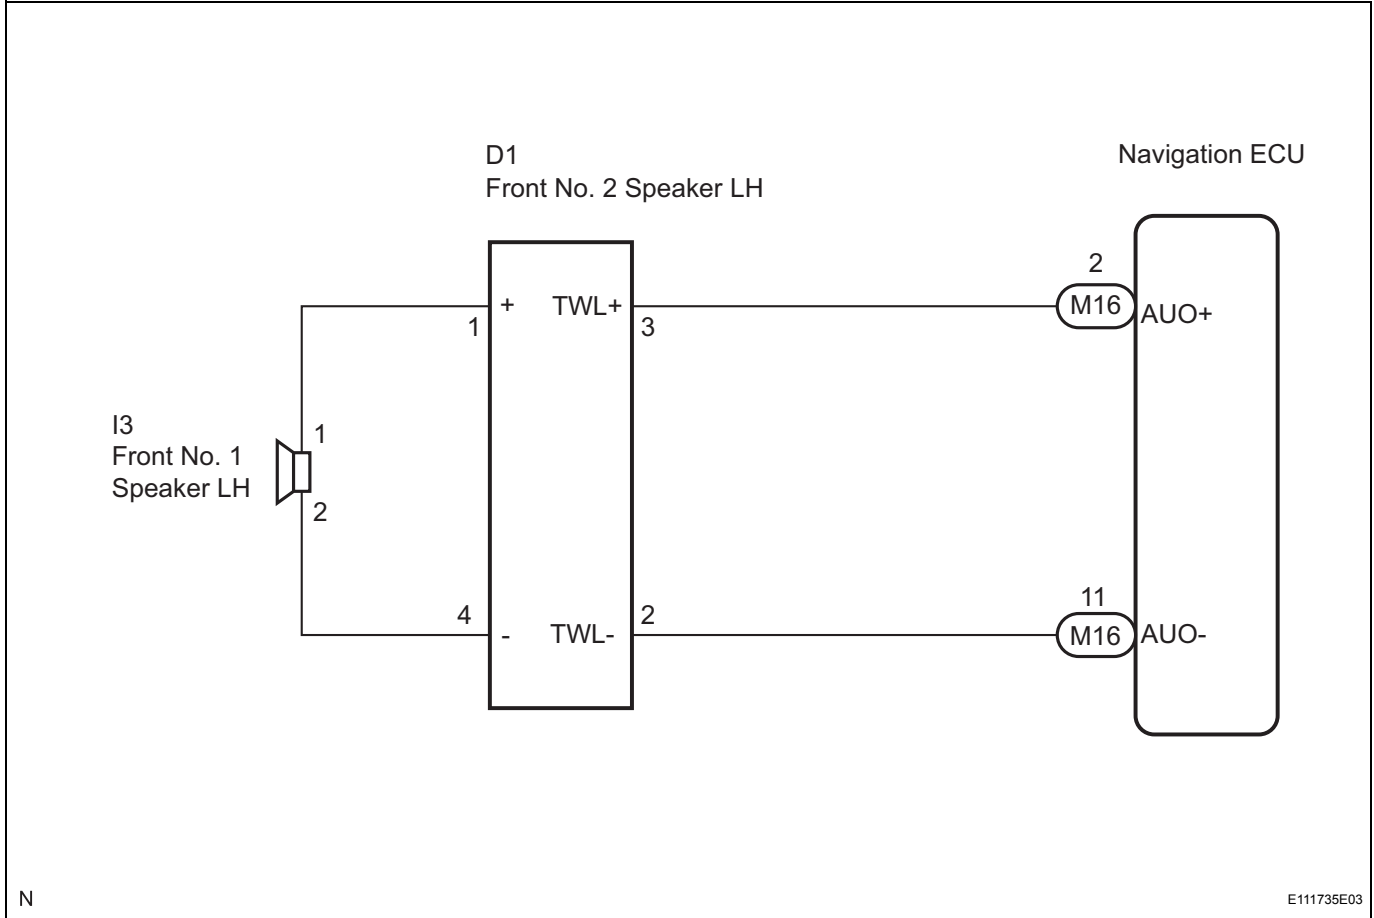 D1
Front No. 2 Speaker LH
Navigation ECU
2
+ TWL+
M16
AUO+
1
3
I3
Front No. 1
Speaker LH
1
2
11
4
2
- TWL-
M16
AUO-
N
E111735E03